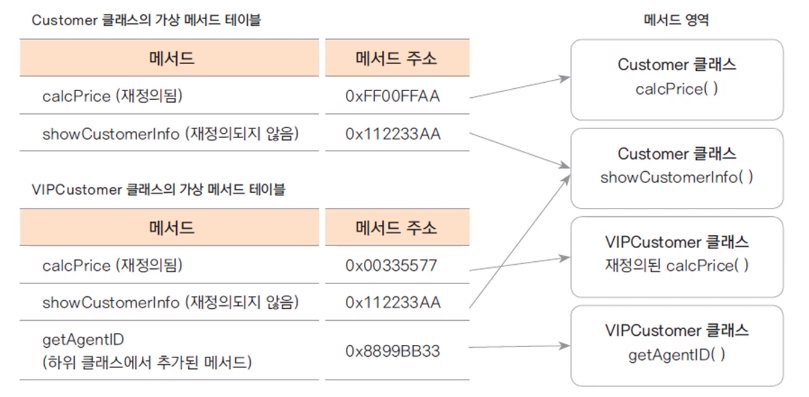 Customer 클래스의 가상 메서드 테이블
메서드 메서드 주소
calcPrice (재정의됨) 0xFF00FFAA
showCustomerInfo (재정의되지 않음) 0x112233AA
VIPCustomer 클래스의 가상 메서드 테이블
메서드 메서드 주소
calcPrice (재정의됨) 0x00335577
showCustomerInfo (재정의되지 않음) 0x112233AA
getAgentID
(하위 클래스에서 추가된 메서드) 0x8899BB33
메서드 영역
Customer 클래스
calcPrice( )
Customer 클래스
showCustomerInfo( )
VIPCustomer 클래스
재정의된 calcPrice( )
VIPCustomer 클래스
getAgentID( )